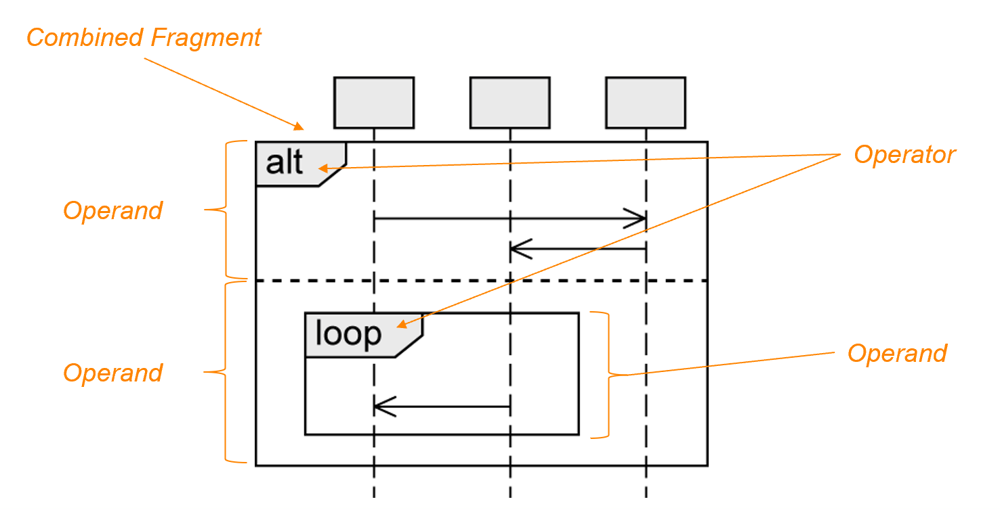 Combined Fragment
alt
Operator
Operand
loop
Operand
Operand